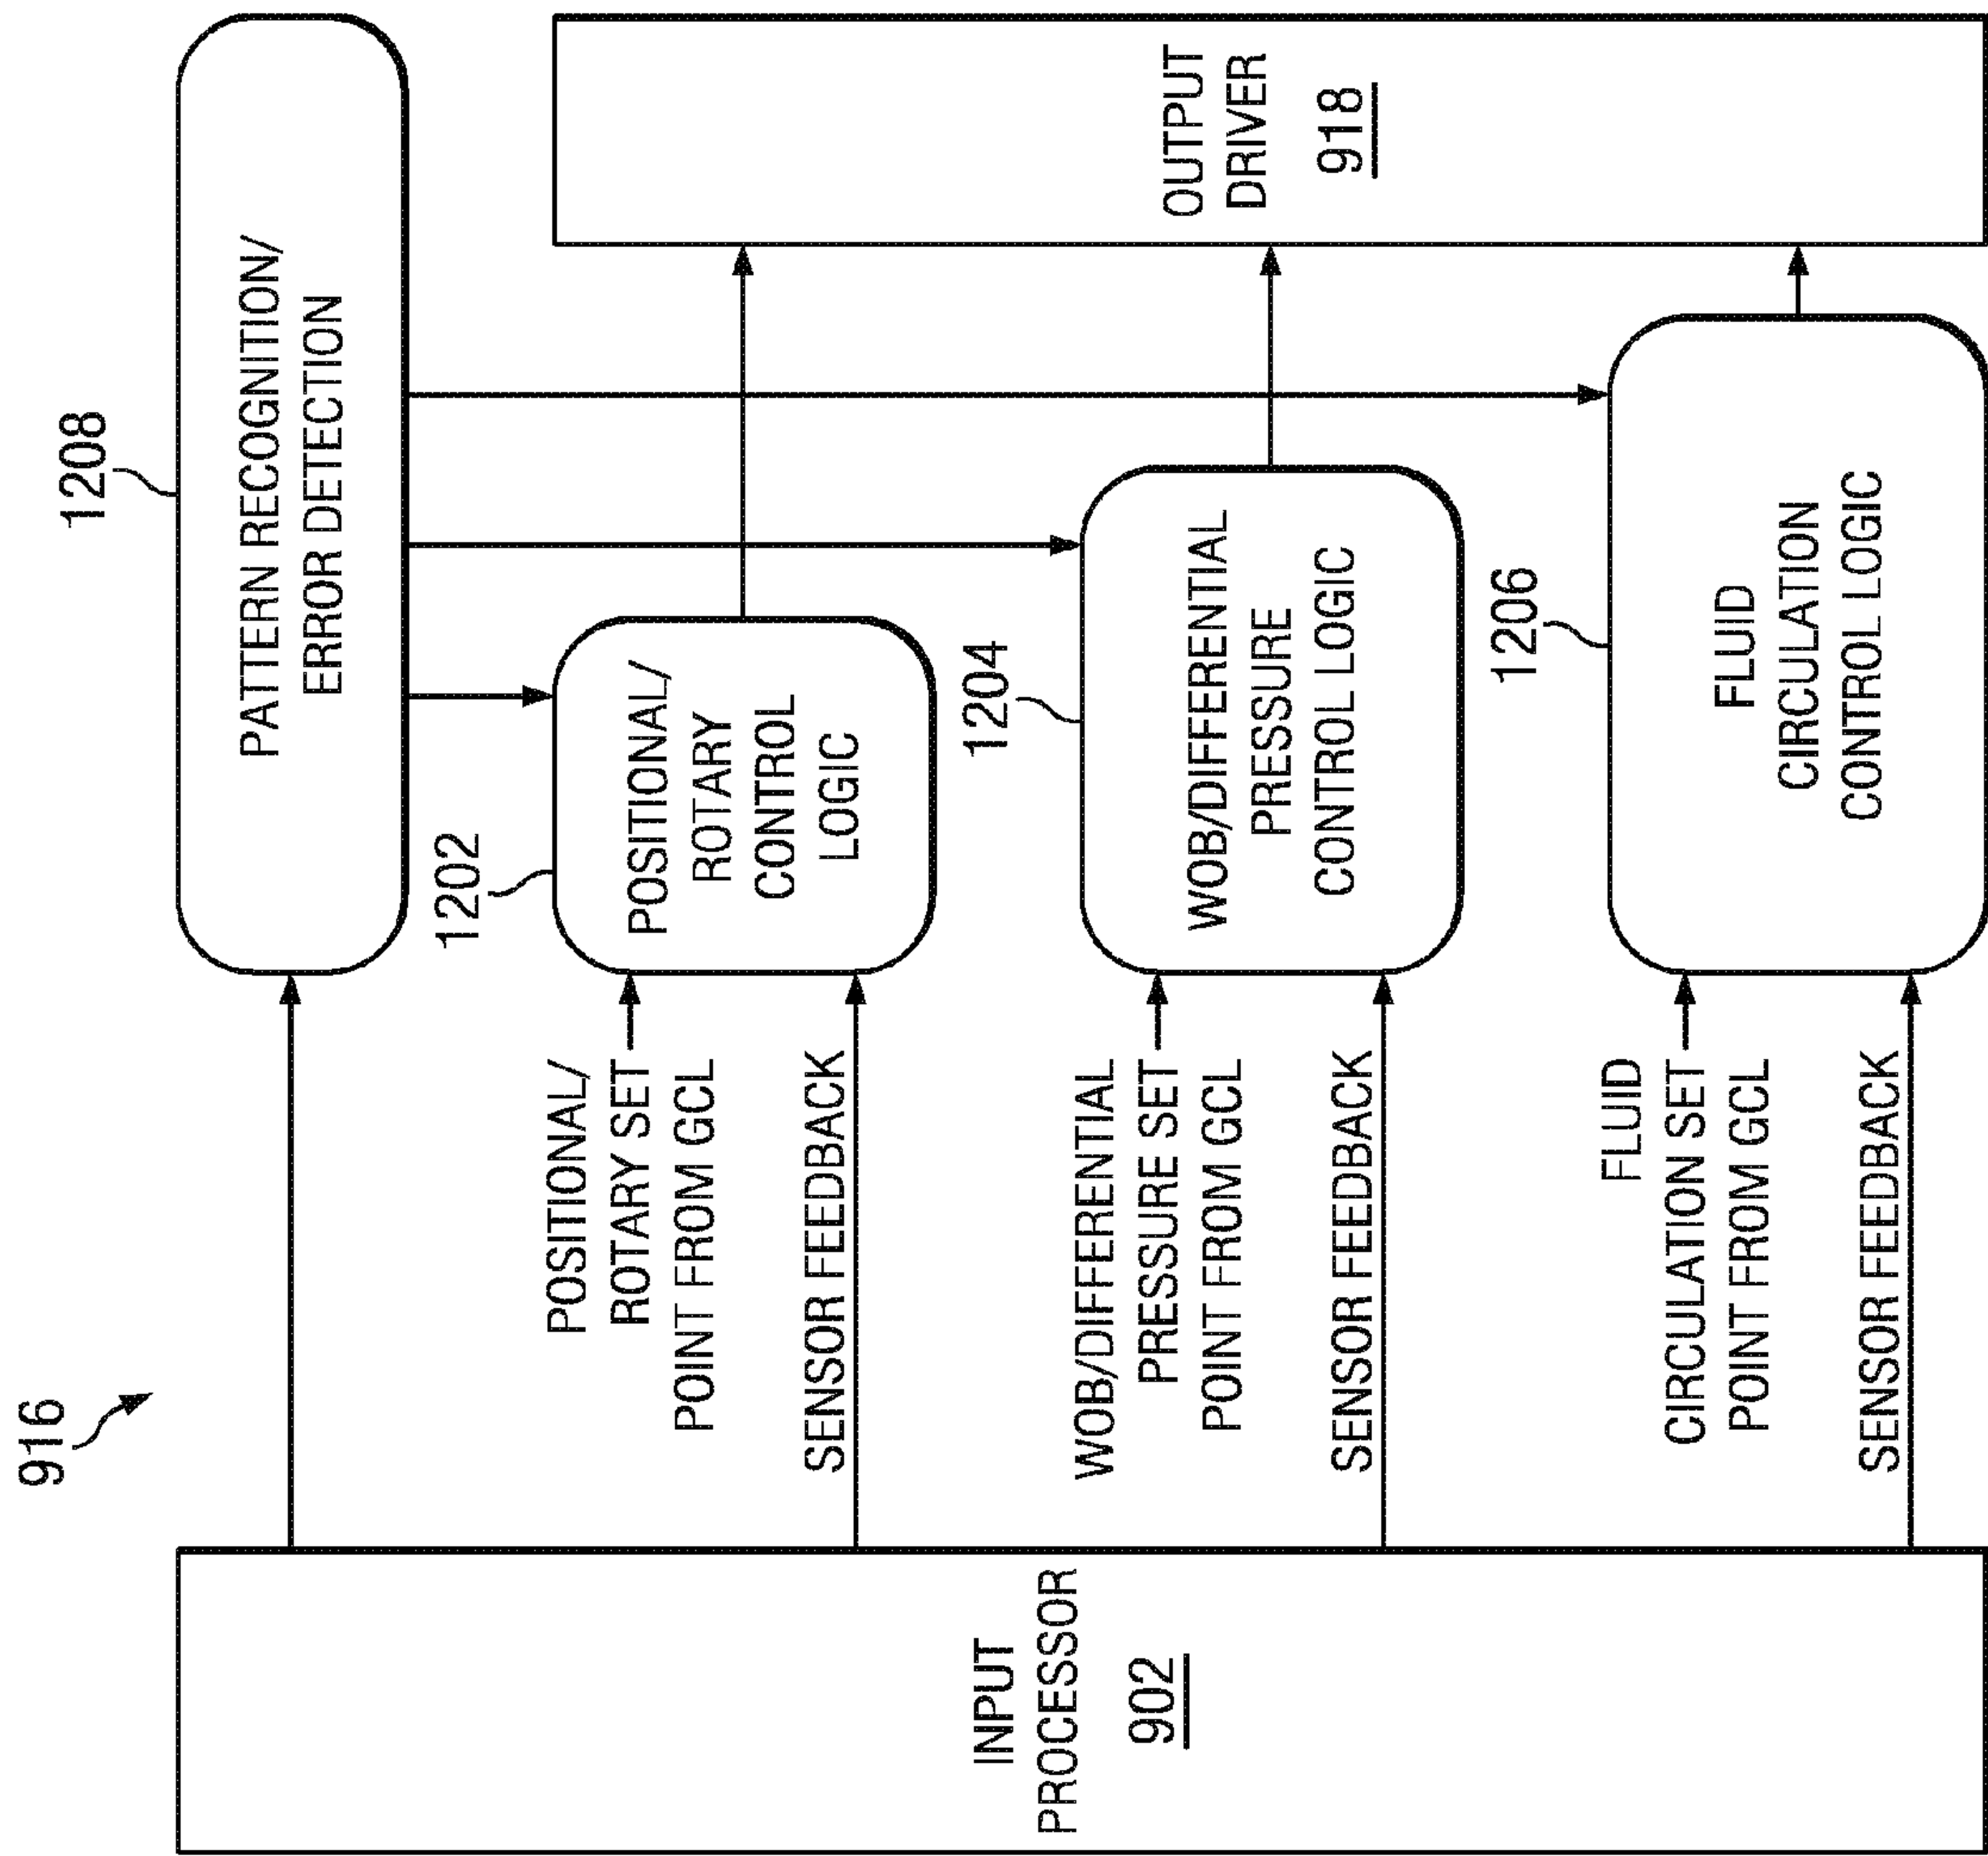 916
1208
PATTERN RECOGNITION/
ERROR DETECTION
INPUT
PROCESSOR
902
POSITIONAL/
ROTARY SET
POINT FROM GCL
SENSOR FEEDBACK
1202
POSITIONAL/
ROTARY
CONTROL
LOGIC
WOB/DIFFERENTIAL
PRESSURE SET
POINT FROM GCL
SENSOR FEEDBACK
1204
WOB/DIFFERENTIAL
PRESSURE
CONTROL LOGIC
FLUID
CIRCULATION SET
POINT FROM GCL
SENSOR FEEDBACK
1206
FLUID
CIRCULATION
CONTROL LOGIC
OUTPUT
DRIVER
918